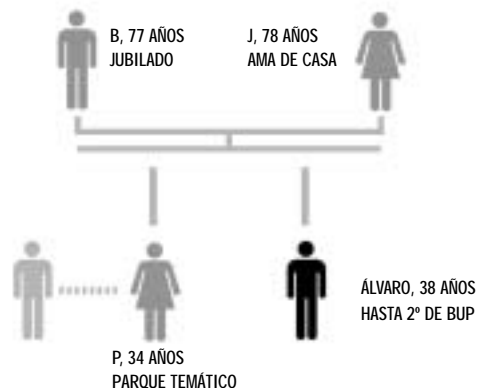 B, 77 AÑOS
JUBILADO
J, 78 AÑOS
AMA DE CASA
ÁLVARO, 38 AÑOS
HASTA 2º DE BUP
P, 34 AÑOS
PARQUE TEMÁTICO